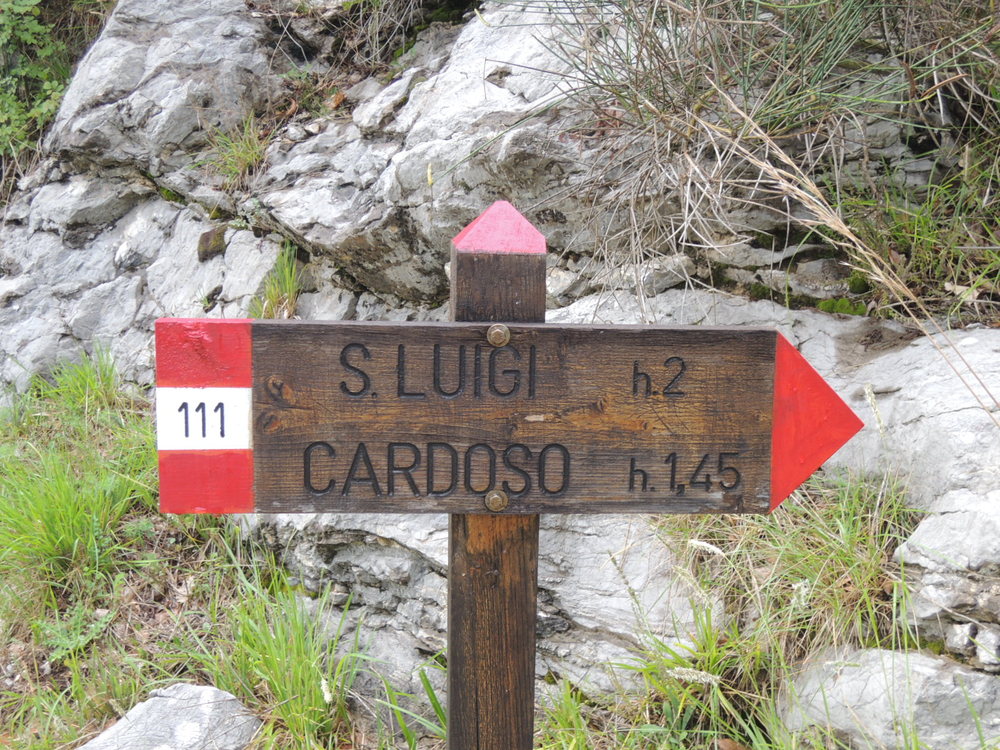 111
S. LUIGI h.2
CARDOSO h.1,45